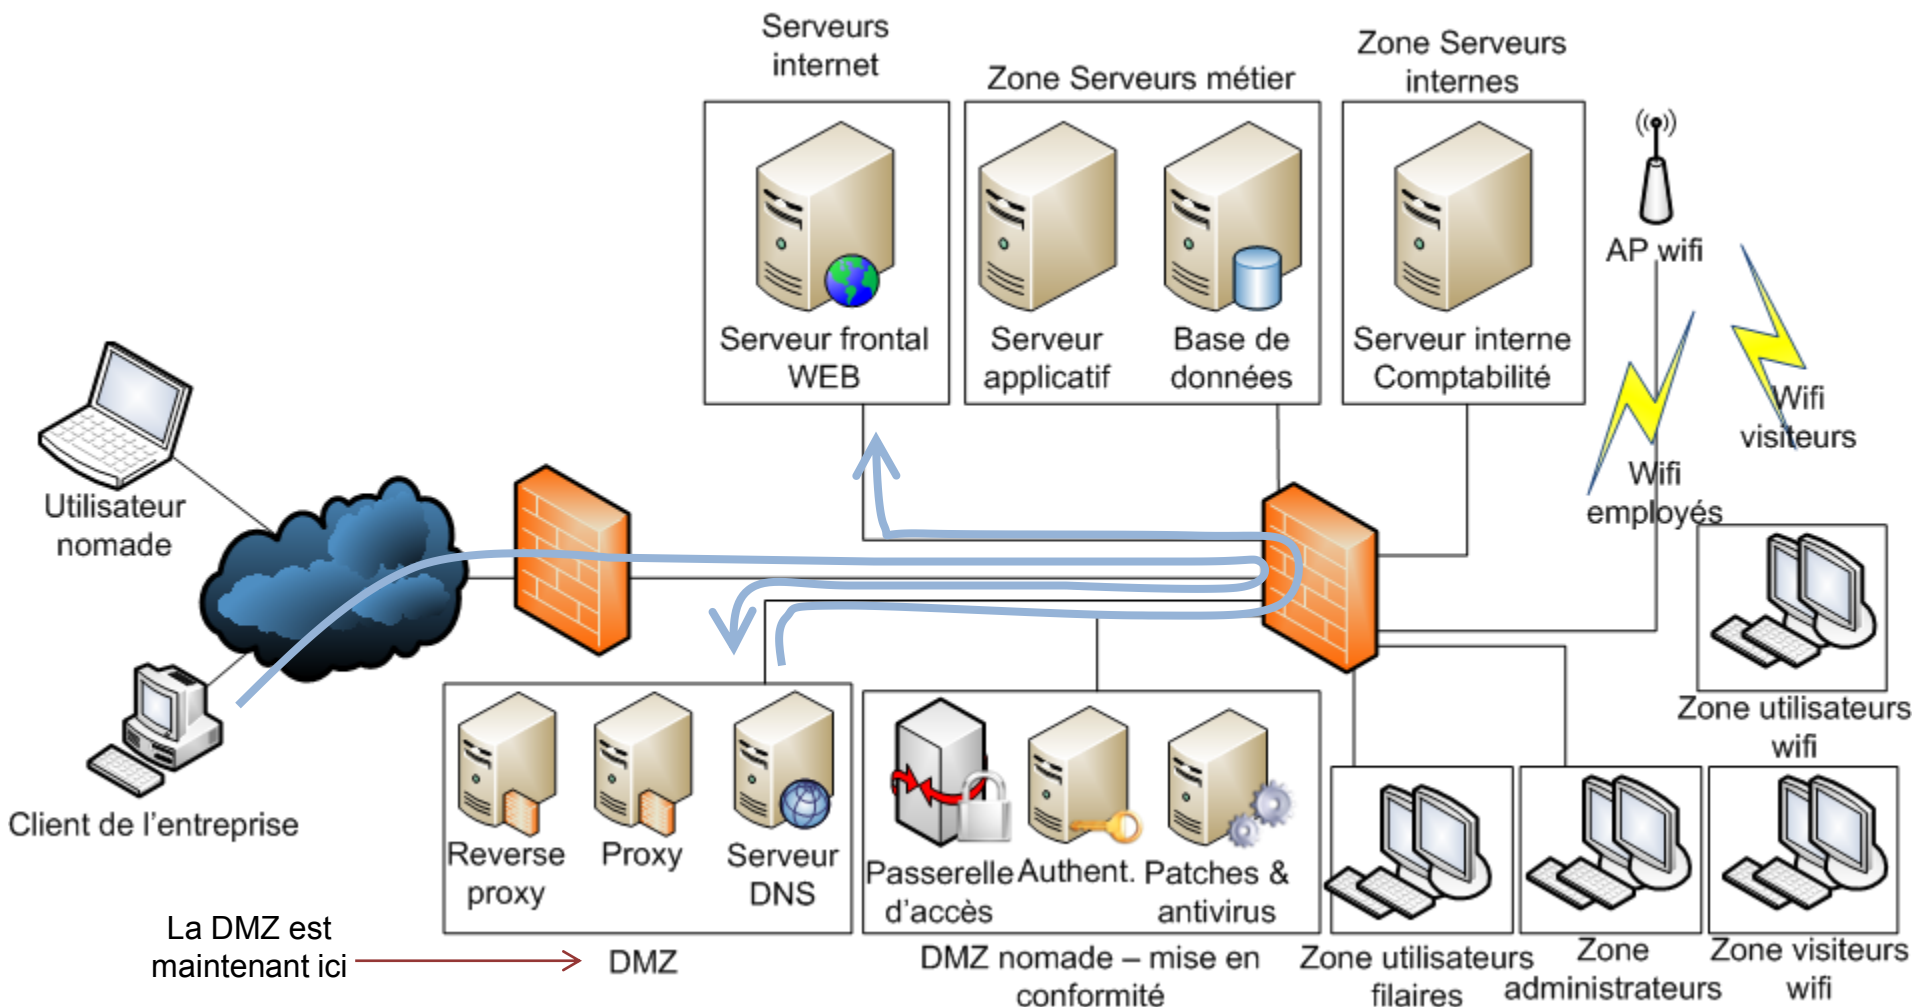 Serveurs
internet
Zone Serveurs métier
Zone Serveurs
internes
Serveur frontal
WEB
Serveur
applicatif
Base de
données
Serveur interne
Comptabilité
AP wifi
Wifi
visiteurs
Wifi
employés
Utilisateur
nomade
Client de l'entreprise
Zone utilisateurs
wifi
Reverse
proxy
Proxy
Serveur
DNS
Passerelle
d'accès
Authent.
Patches &
antivirus
La DMZ est
maintenant ici
DMZ
DMZ nomade – mise en
conformité
Zone utilisateurs
filaires
Zone
administrateurs
Zone visiteurs
wifi